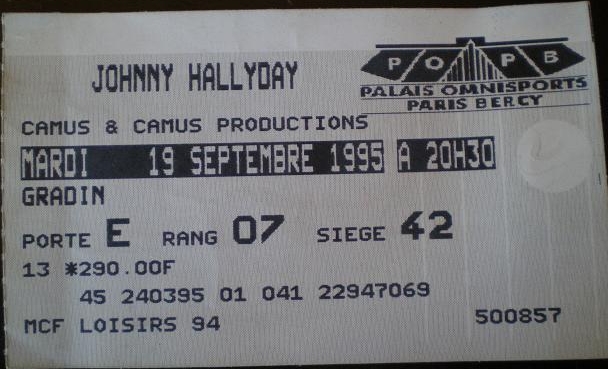 JOHNNY HALLYDAY
POPB
PALAIS OMNISPORTS
PARIS BERCY
CAMUS & CAMUS PRODUCTIONS
MARDI 19 SEPTEMBRE 1995 A 20H30
GRADIN
PORTE E RANG 07 SIEGE 42
13 *290.00F
45 240395 01 041 22947069
MCF LOISIRS 94
500857